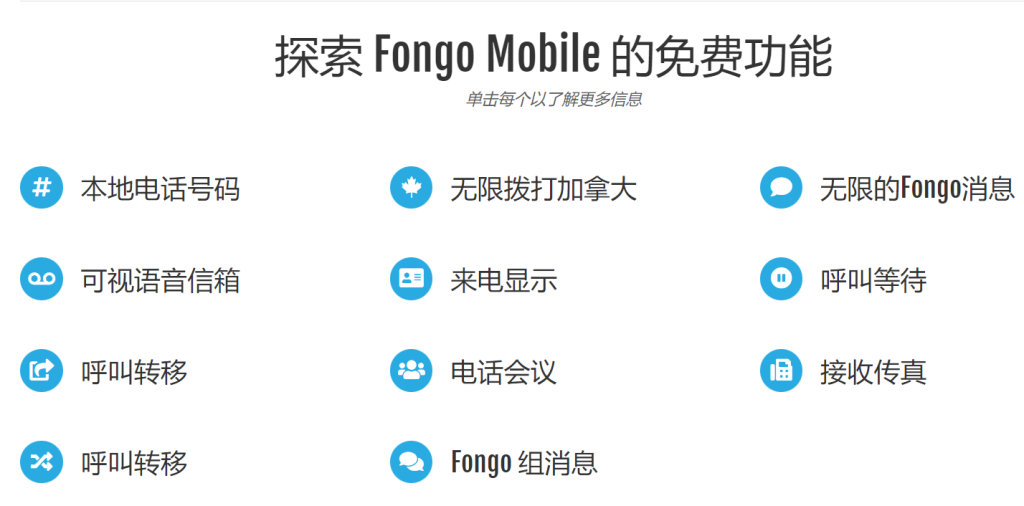 探索 Fongo Mobile 的免费功能
单击每个以了解更多信息
本地电话号码
无限拨打加拿大
无限的Fongo消息
可视语音信箱
来电显示
呼叫等待
呼叫转移
电话会议
接收传真
呼叫转移
Fongo 组消息